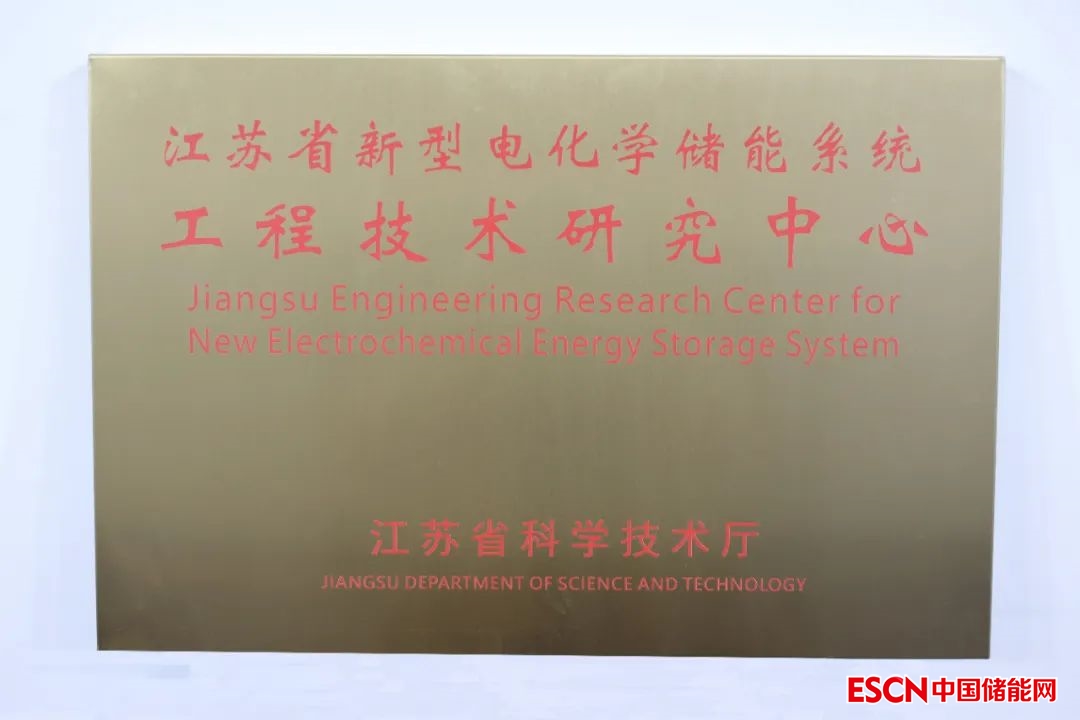 江苏省新型电化学储能系统
工程技术研究中心
Jiangsu Engineering Research Center for
New Electrochemical Energy Storage System
江苏省科学技术厅
JIANGSU DEPARTMENT OF SCIENCE AND TECHNOLOGY
ESCN中国储能网